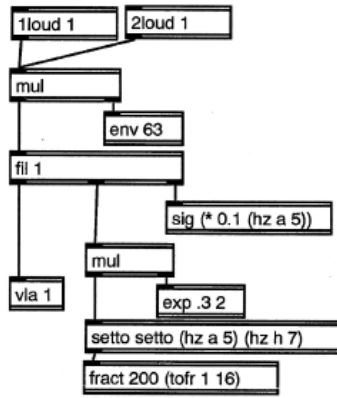 1loud 1
2loud 1
mul
env 63
fil 1
sig (* 0.1 (hz a 5))
mul
vla 1
exp .3 2
setto setto (hz a 5) (hz h 7)
fract 200 (tofr 1 16)